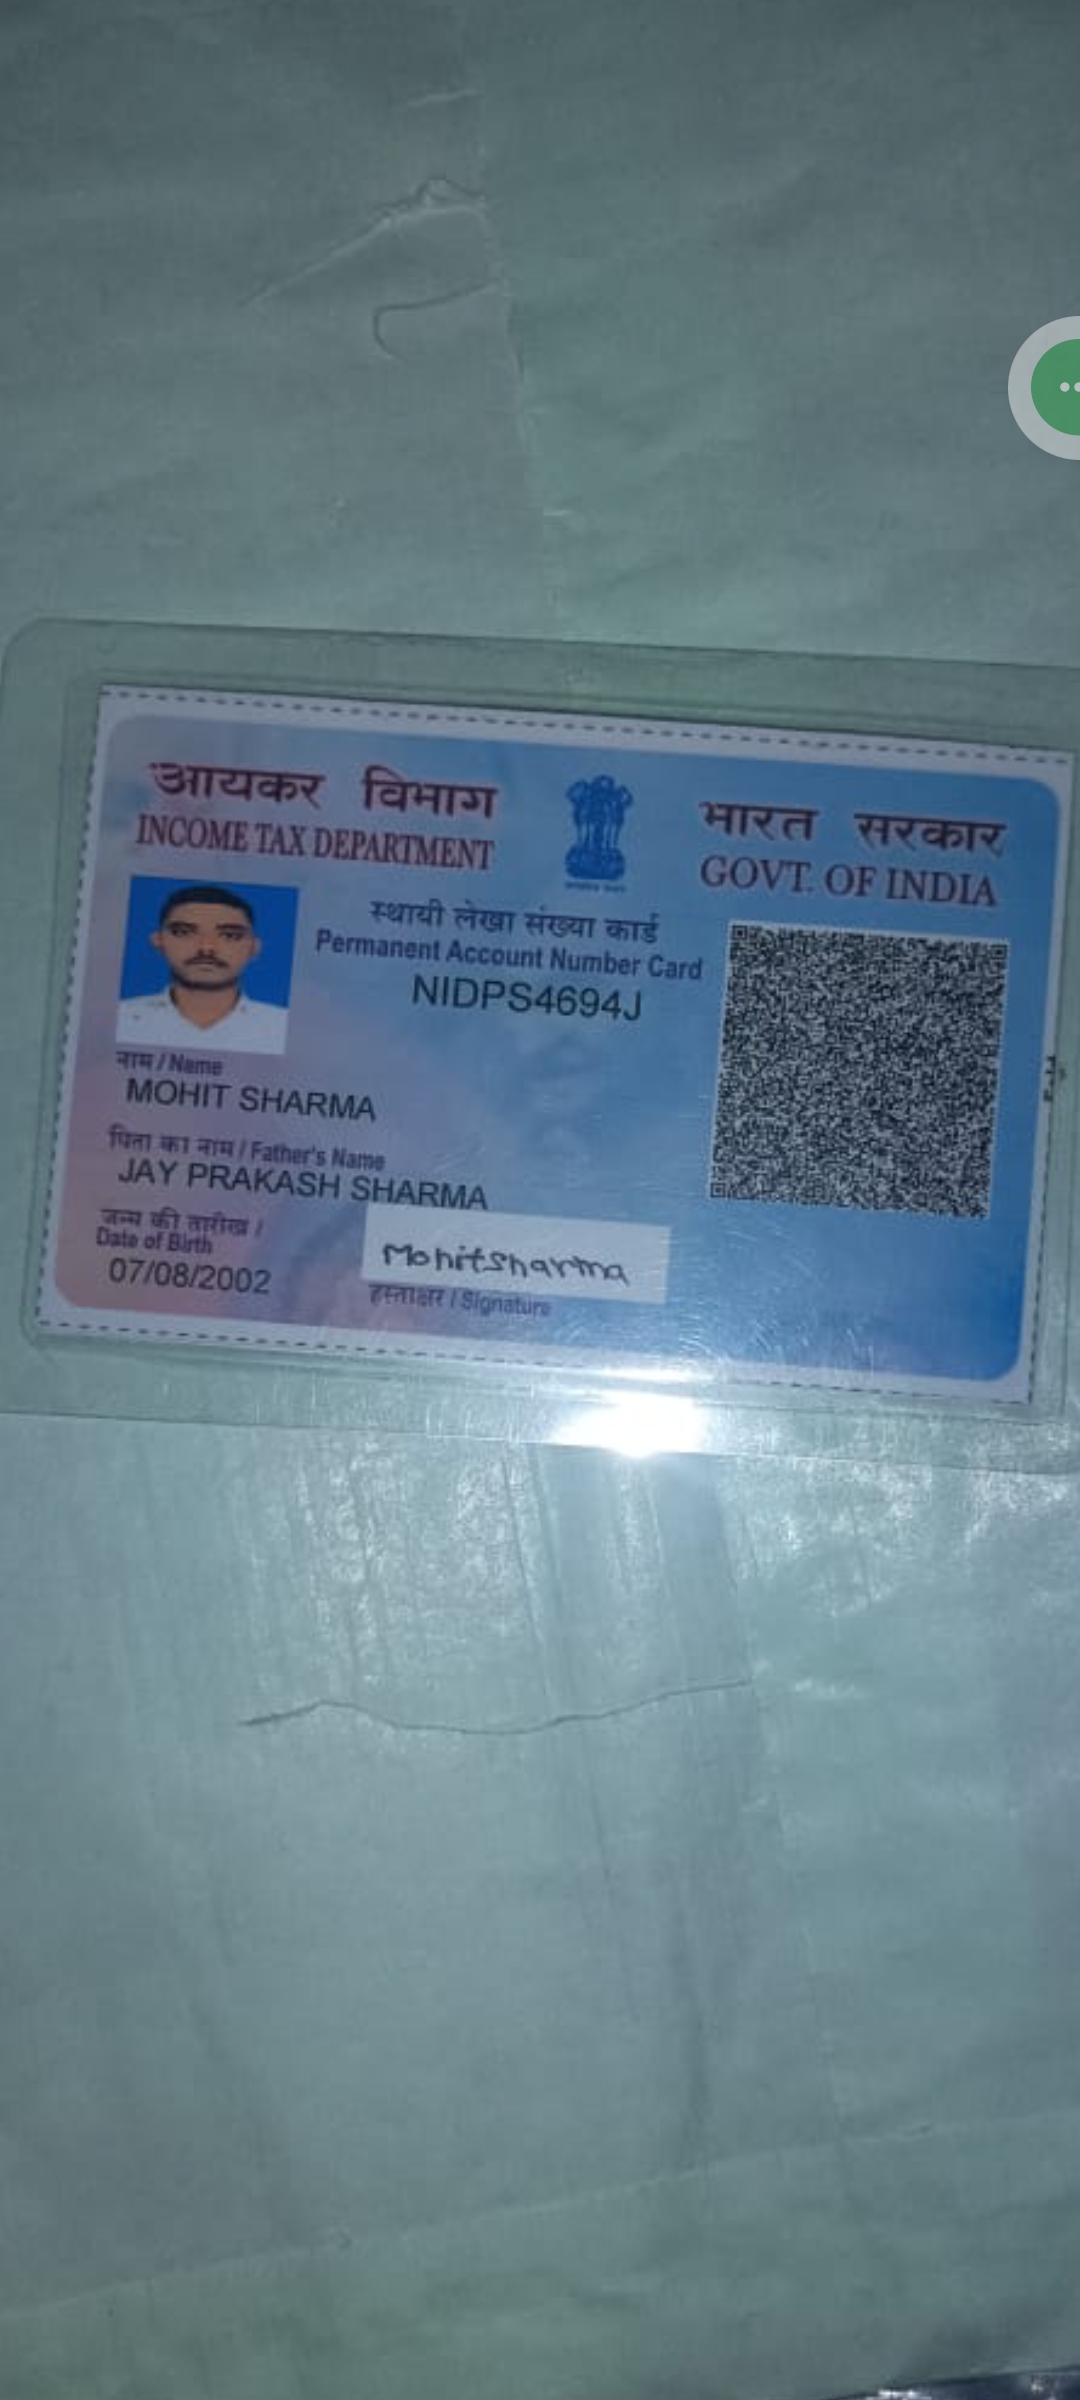 आयकर विभाग
INCOME TAX DEPARTMENT
भारत सरकार
GOVT. OF INDIA
स्थायी लेखा संख्या कार्ड
Permanent Account Number Card
NIDPS4694J
नाम / Name
MOHIT SHARMA
पिता का नाम / Father's Name
JAY PRAKASH SHARMA
जन्म की तारीख /
Date of Birth
07/08/2002
MohitSharma
हस्ताक्षर / Signature